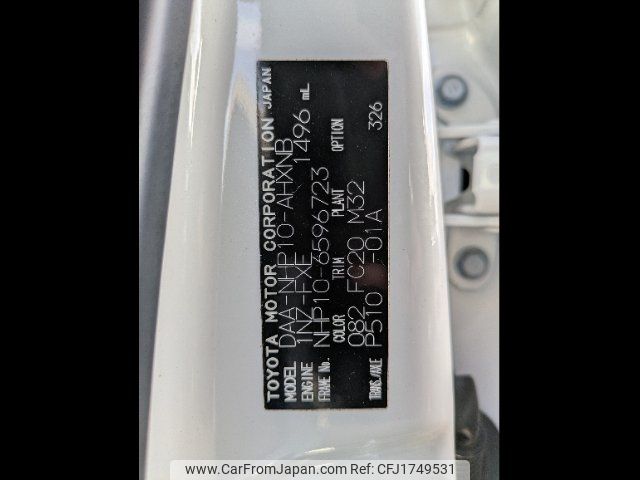 TOYOTA MOTOR CORPORATION JAPAN
MODEL DAA-NHP10-AHXNB
ENGINE 1NZ-FXE 1496 mL
FRAME No. NHP10-6596723
COLOR TRIM PLANT OPTION
082 FC20 M32
TRANS./AXLE P510 -01A 326
www.CarFromJapan.com | CFJ1749531